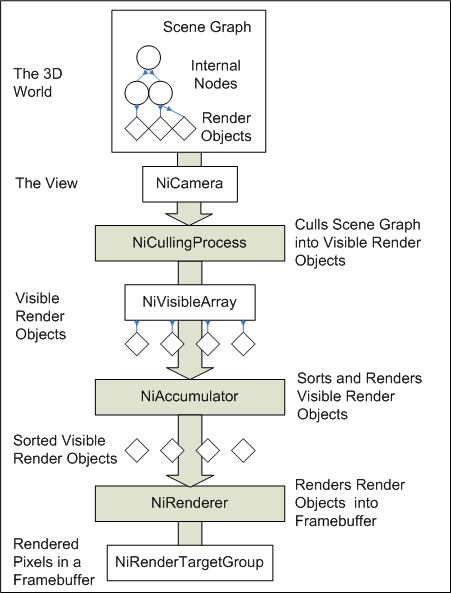 Scene Graph
The 3D
World
Internal
Nodes
Render
Objects
The View
NiCamera
NiCullingProcess
Culls Scene Graph
into Visible Render
Objects
Visible
Render
Objects
NiVisibleArray
NiAccumulator
Sorts and Renders
Visible Render
Objects
Sorted Visible
Render Objects
NiRenderer
Renders Render
Objects into
Framebuffer
Rendered
Pixels in a
Framebuffer
NiRenderTargetGroup